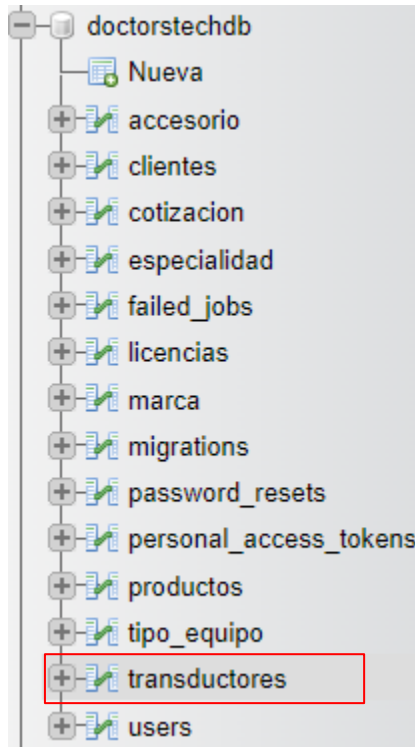 doctorstechdb
Nueva
accesorio
clientes
cotizacion
especialidad
failed_jobs
licencias
marca
migrations
password_resets
personal_access_tokens
productos
tipo_equipo
transductores
users